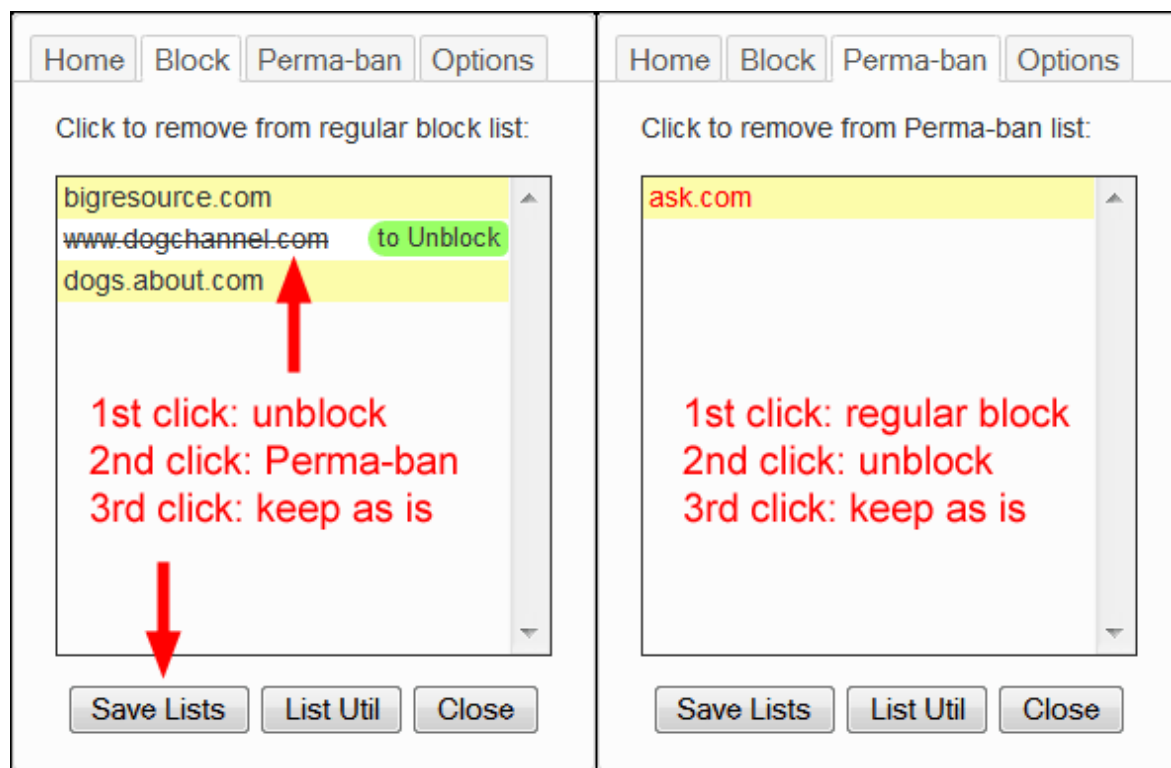 Home Block Perma-ban Options
Click to remove from regular block list:
bigresource.com
www.dogchannel.com to Unblock
dogs.about.com
1st click: unblock
2nd click: Perma-ban
3rd click: keep as is
Save Lists List Util Close
Home Block Perma-ban Options
Click to remove from Perma-ban list:
ask.com
1st click: regular block
2nd click: unblock
3rd click: keep as is
Save Lists List Util Close